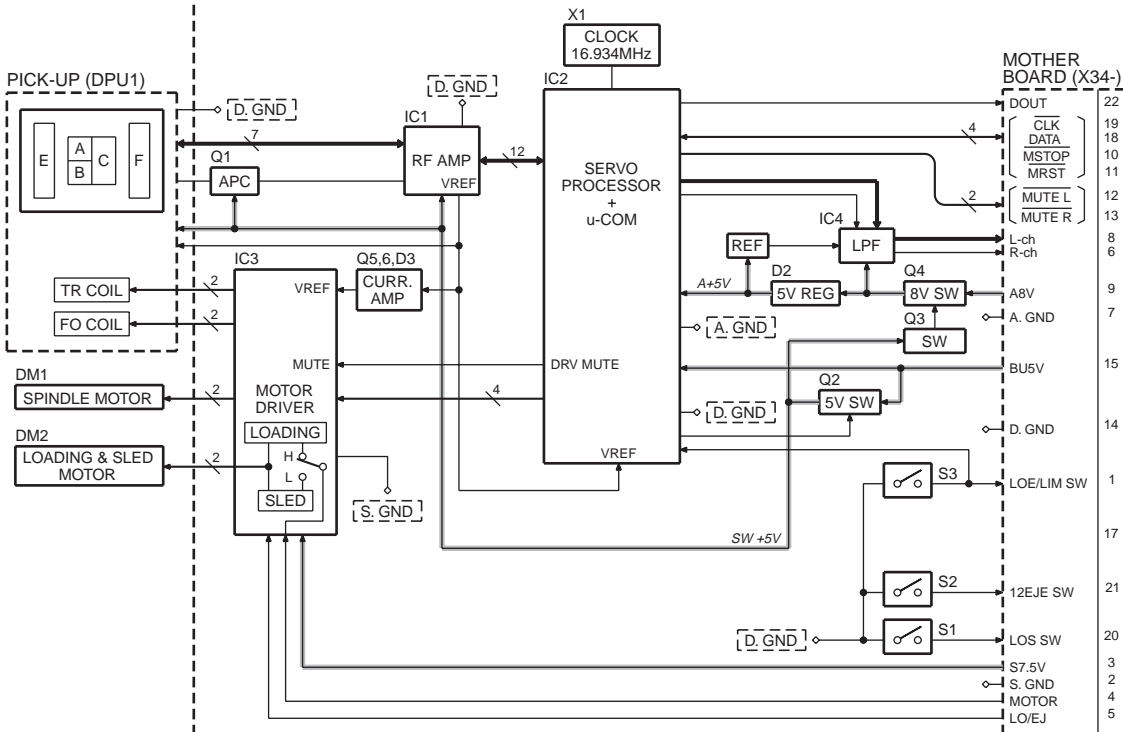 X1
CLOCK
16.934MHz
PICK-UP (DPU1)
D. GND
D. GND
E
A
B
C
F
7
Q1
APC
IC1
RF AMP
VREF
12
IC2
SERVO
PROCESSOR
+
u-COM
DRV MUTE
VREF
MOTHER
BOARD (X34-)
DOUT 22
4
CLK 19
DATA 18
MSTOP 10
MRST 11
2
MUTE L 12
MUTE R 13
IC4
LPF
REF
L-ch 8
R-ch 6
A+5V
D2
5V REG
Q4
8V SW
A8V 9
A. GND
Q3
SW
A. GND 7
BU5V 15
Q2
5V SW
D. GND
D. GND 14
TR COIL
2
FO COIL
2
IC3
VREF
Q5,6,D3
CURR.
AMP
MUTE
MOTOR
DRIVER
4
LOADING
H
L
SLED
DM1
SPINDLE MOTOR
2
DM2
LOADING & SLED
MOTOR
2
S. GND
SW +5V
S3
LOE/LIM SW 1
17
S2
12EJE SW 21
D. GND
S1
LOS SW 20
S7.5V 3
S. GND 2
MOTOR 4
LO/EJ 5